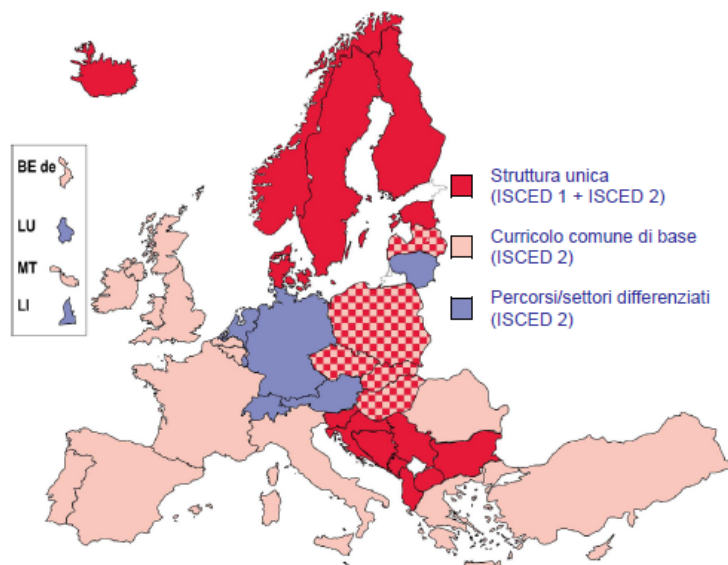 BE de
LU
MT
LI
Struttura unica
(ISCED 1 + ISCED 2)
Curricolo comune di base
(ISCED 2)
Percorsi/settori differenziati
(ISCED 2)